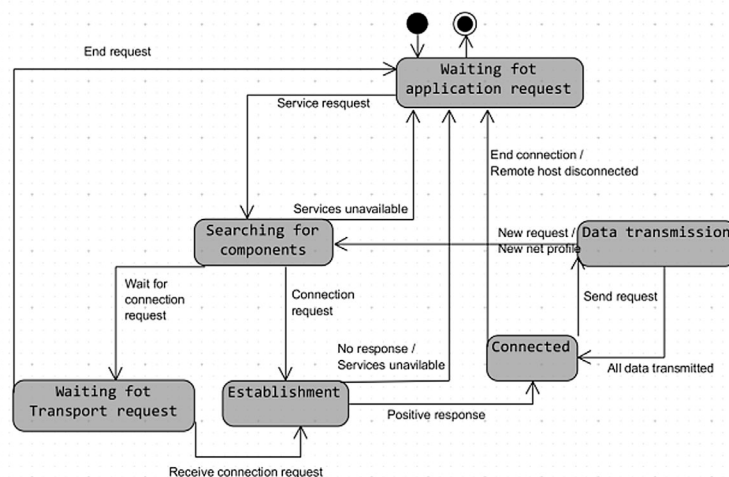 End request
Waiting fot
application request
Service resquest
End connection /
Remote host disconnected
Services unavailable
Searching for
components
New request /
New net profile
Data transmission
Wait for
connection
request
Connection
request
Send request
No response /
Services unavilable
Connected
All data transmitted
Waiting fot
Transport request
Establishment
Positive response
Receive connection request